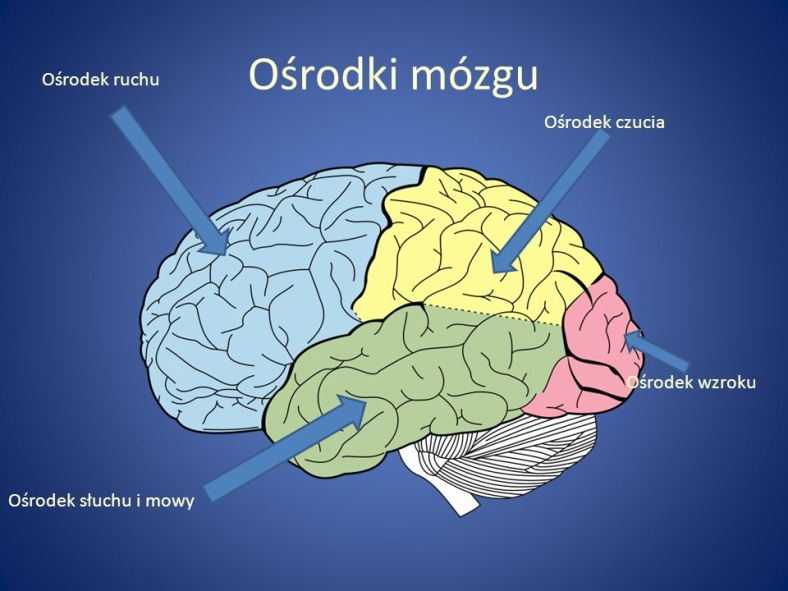 Ośrodki mózgu
Ośrodek ruchu
Ośrodek czucia
Ośrodek wzroku
Ośrodek słuchu i mowy